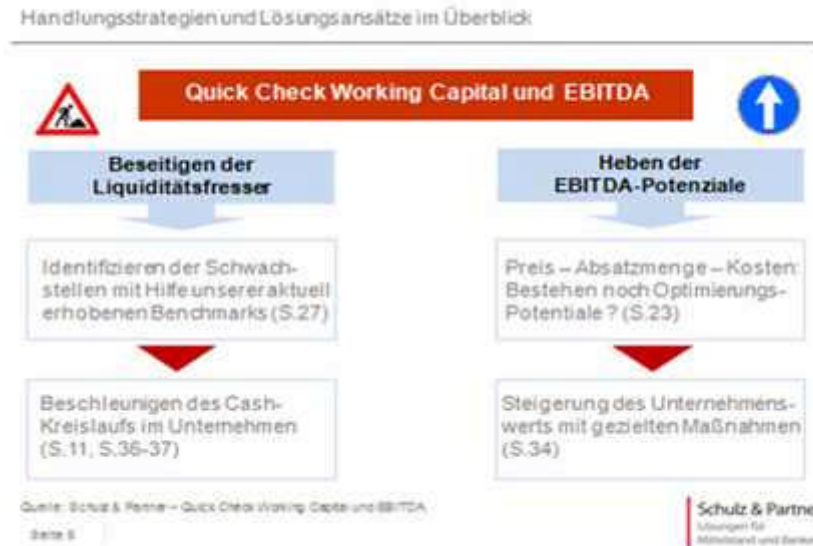 Handlungsstrategien und Lösungsansätze im Überblick
Quick Check Working Capital und EBITDA
Beseitigen der
Liquiditätsfresser
Heben der
EBITDA-Potenziale
Identifizieren der Schwach-
stellen mit Hilfe unserer aktuell
erhobenen Benchmarks (S.27)
Preis – Absatzmenge – Kosten:
Bestehen noch Optimierungs-
Potentiale ? (S.23)
Beschleunigen des Cash-
Kreislaufs im Unternehmen
(S.11, S.36-37)
Steigerung des Unternehmens-
werts mit gezielten Maßnahmen
(S.34)
Quelle: Schulz & Partner – Quick Check Working Capital und EBITDA
Schulz & Partne
Lösungen für
Mittelstand und Banken
Seite